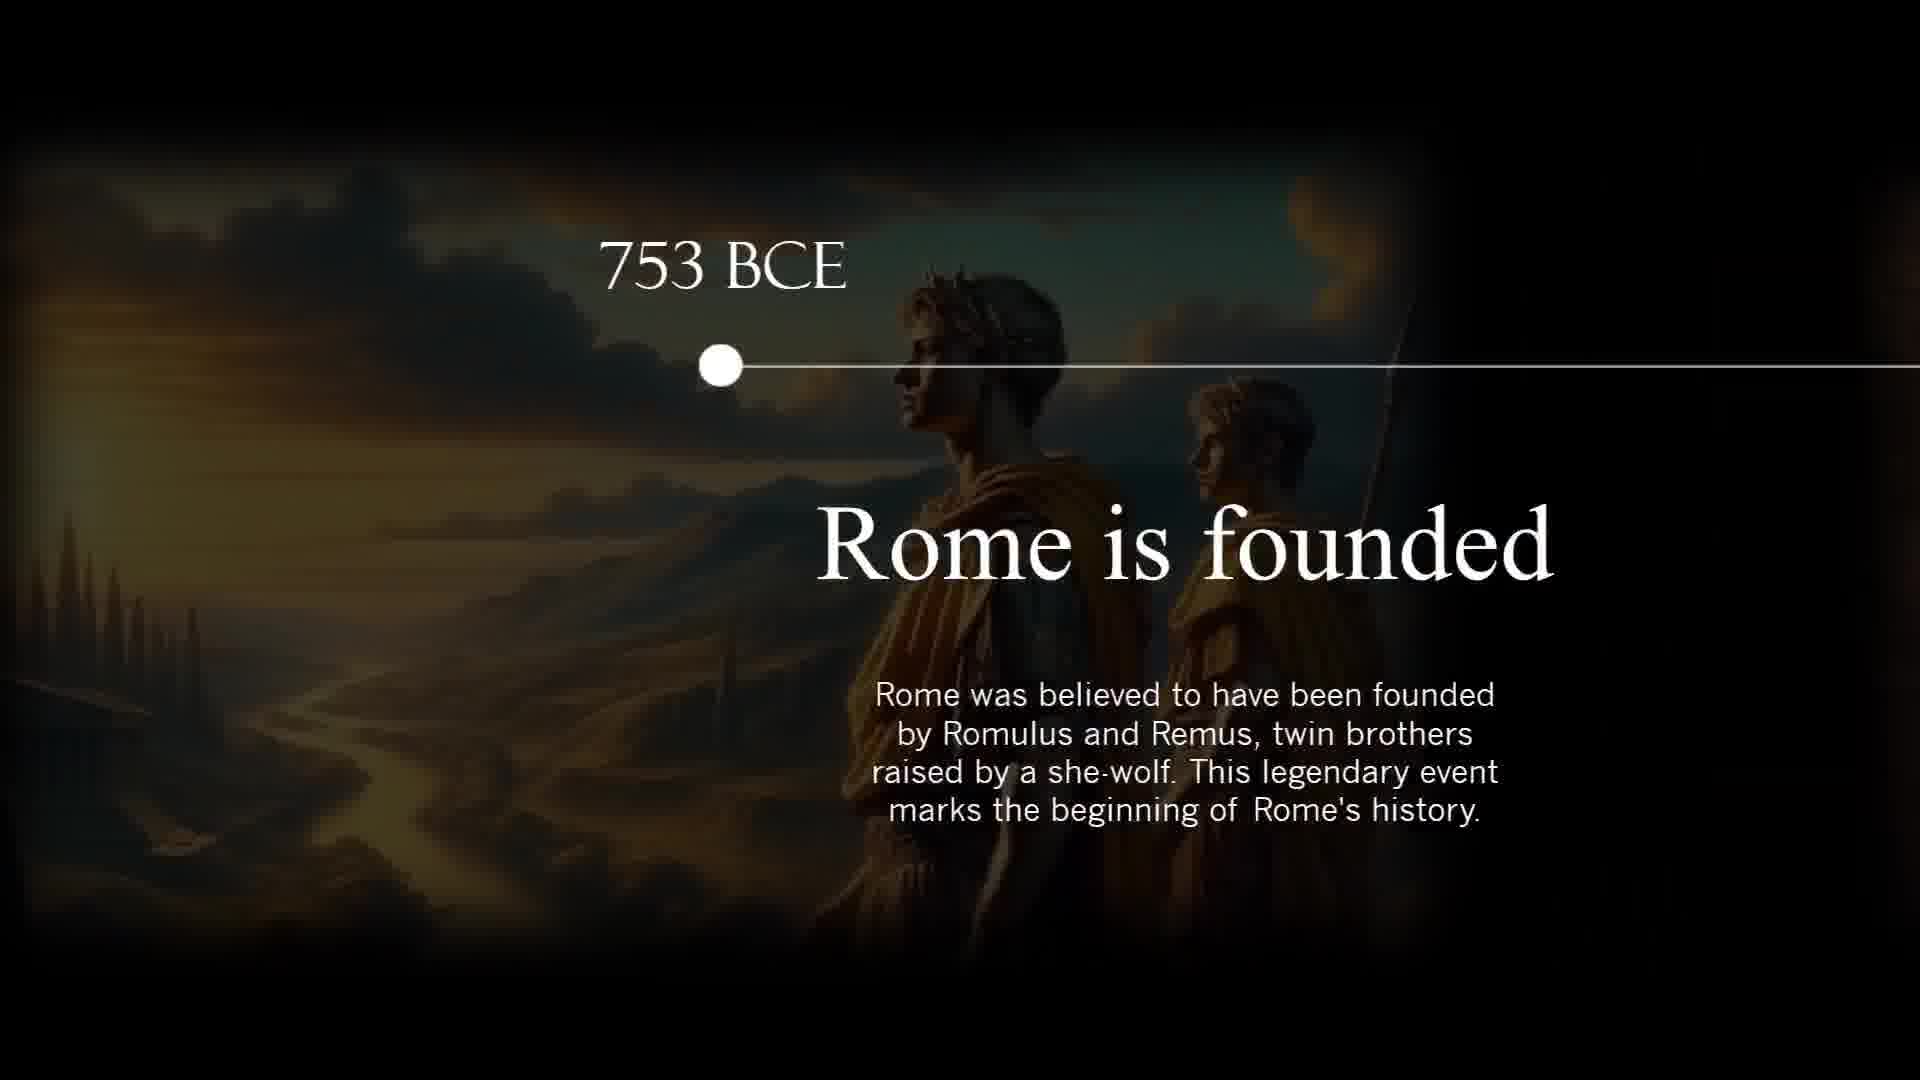 753 BCE
Rome is founded
Rome was believed to have been founded
by Romulus and Remus, twin brothers
raised by a she-wolf. This legendary event
marks the beginning of Rome's history.